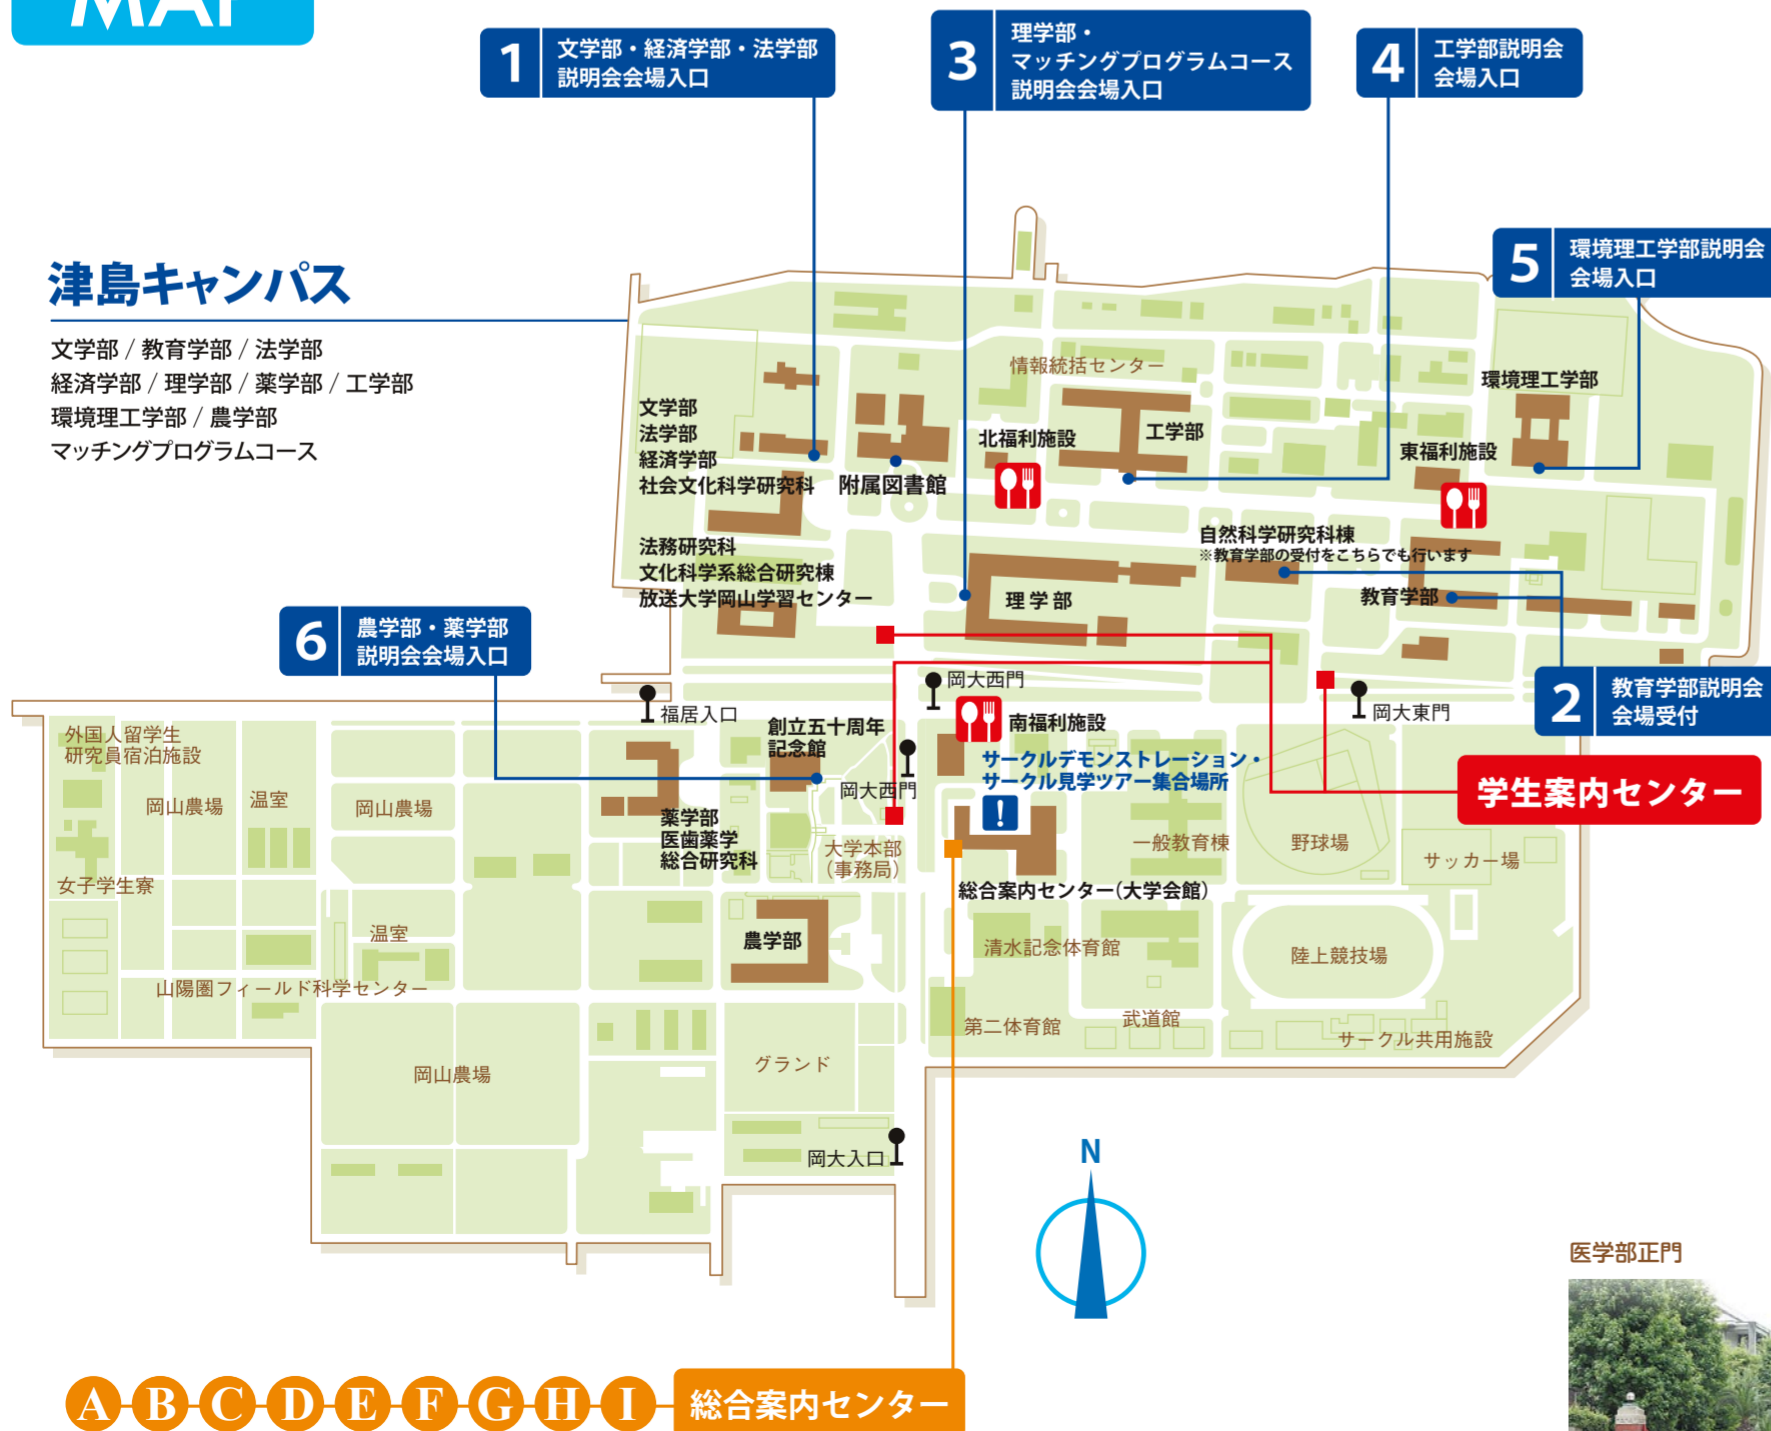 MAP
1 文学部・経済学部・法学部
説明会会場入口
3 理学部・
マッチングプログラムコース
説明会会場入口
4 工学部説明会
会場入口
5 環境理工学部説明会
会場入口
津島キャンパス
文学部 / 教育学部 / 法学部
経済学部 / 理学部 / 薬学部 / 工学部
環境理工学部 / 農学部
マッチングプログラムコース
情報統括センター
環境理工学部
文学部
法学部
経済学部
社会文化科学研究科
附属図書館
北福利施設
工学部
東福利施設
自然科学研究科棟
※教育学部の受付をこちらでも行います
法務研究科
文化科学系総合研究棟
放送大学岡山学習センター
理学部
教育学部
6 農学部・薬学部
説明会会場入口
2 教育学部説明会
会場受付
福居入口
岡大西門
岡大東門
創立五十周年
記念館
南福利施設
サークルデモンストレーション・
サークル見学ツアー集合場所
!
岡大西門
学生案内センター
外国人留学生
研究員宿泊施設
岡山農場
温室
岡山農場
薬学部
医歯薬学
総合研究科
大学本部
(事務局)
一般教育棟
野球場
サッカー場
女子学生寮
総合案内センター(大学会館)
温室
農学部
清水記念体育館
陸上競技場
山陽圏フィールド科学センター
第二体育館
武道館
サークル共用施設
岡山農場
グランド
岡大入口
N
医学部正門
A B C D E F G H I 総合案内センター